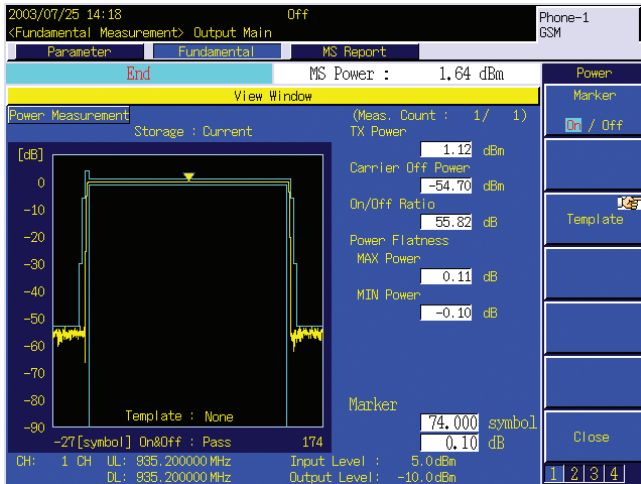 2003/07/25 14:18 Off Phone-1
<Fundamental Measurement> Output Main GSM
Parameter Fundamental MS Report
End MS Power : 1.64 dBm Power
View Window Marker
Power Measurement (Meas. Count : 1/ 1)
Storage : Current TX Power On / Off
1.12 dBm
[dB] Carrier Off Power
0 -54.70 dBm
-10 On/Off Ratio Template
55.82 dB
-20 Power Flatness
-30 MAX Power
0.11 dB
-40 MIN Power
-0.10 dB
-50
-60
-70
-80 Marker
Template : None 74.000 symbol
-90
-27[symbol] On&Off : Pass 174 0.10 dB Close
CH: 1 CH UL: 935.200000MHz Input Level : 5.0dBm
DL: 935.200000MHz Output Level: -10.0dBm 1 2 3 4